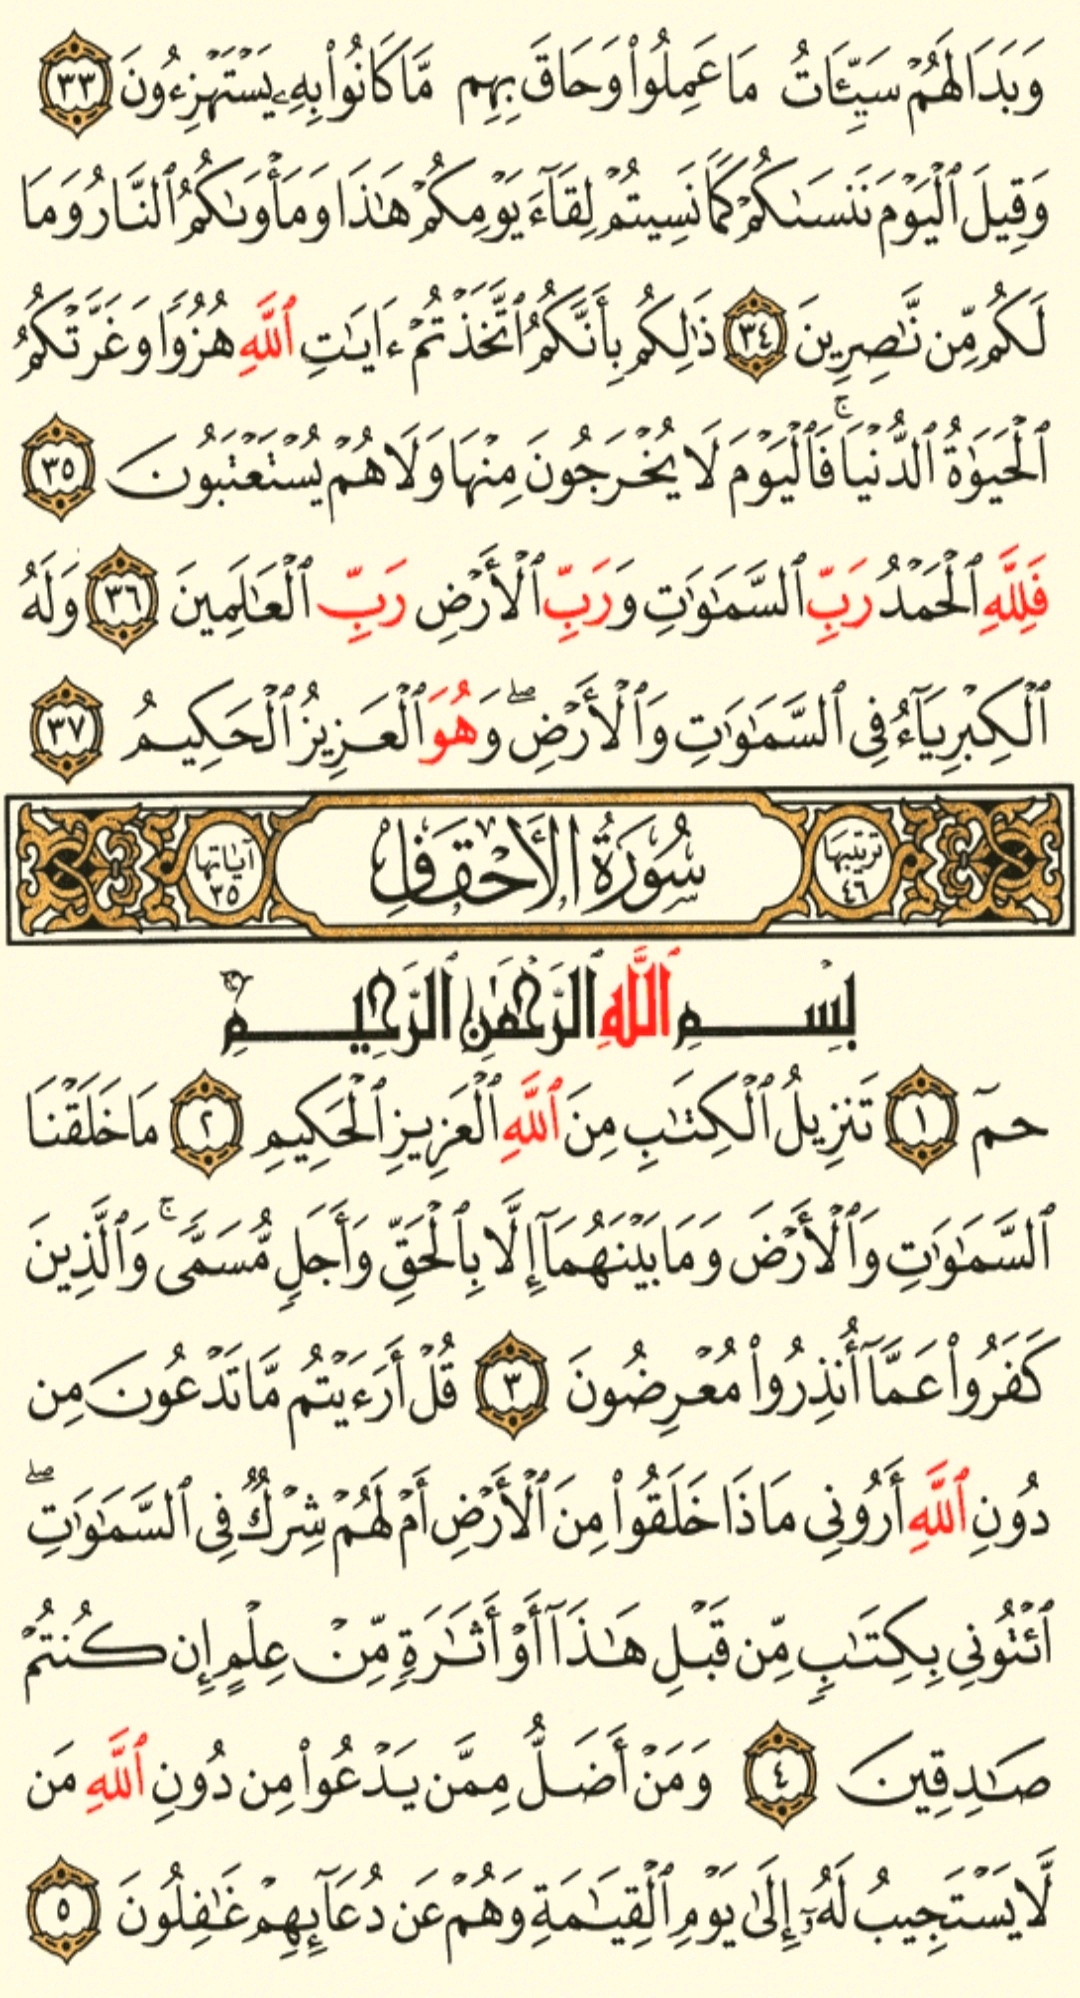 وَبَدَا لَهُمْ سَيِّـَٔاتُ مَا عَمِلُوا۟ وَحَاقَ بِهِم مَّا كَانُوا۟ بِهِۦ يَسْتَهْزِءُونَ ٣٣
وَقِيلَ ٱلْيَوْمَ نَنسَىٰكُمْ كَمَا نَسِيتُمْ لِقَآءَ يَوْمِكُمْ هَٰذَا وَمَأْوَىٰكُمُ ٱلنَّارُ وَمَا
لَكُم مِّن نَّٰصِرِينَ ٣٤ ذَٰلِكُم بِأَنَّكُمُ ٱتَّخَذْتُمْ ءَايَٰتِ ٱللَّهِ هُزُوًا وَغَرَّتْكُمُ
ٱلْحَيَوٰةُ ٱلدُّنْيَا ۚ فَٱلْيَوْمَ لَا يُخْرَجُونَ مِنْهَا وَلَا هُمْ يُسْتَعْتَبُونَ ٣٥
فَلِلَّهِ ٱلْحَمْدُ رَبِّ ٱلسَّمَٰوَٰتِ وَرَبِّ ٱلْأَرْضِ رَبِّ ٱلْعَٰلَمِينَ ٣٦ وَلَهُ
ٱلْكِبْرِيَآءُ فِى ٱلسَّمَٰوَٰتِ وَٱلْأَرْضِ ۖ وَهُوَ ٱلْعَزِيزُ ٱلْحَكِيمُ ٣٧
ترتيبها ٤٦ سُورَةُ الأَحْقَافِ آياتها ٣٥
بِسْمِ ٱللَّهِ ٱلرَّحْمَٰنِ ٱلرَّحِيمِ
حمٓ ١ تَنزِيلُ ٱلْكِتَٰبِ مِنَ ٱللَّهِ ٱلْعَزِيزِ ٱلْحَكِيمِ ٢ مَا خَلَقْنَا
ٱلسَّمَٰوَٰتِ وَٱلْأَرْضَ وَمَا بَيْنَهُمَآ إِلَّا بِٱلْحَقِّ وَأَجَلٍ مُّسَمًّى ۚ وَٱلَّذِينَ
كَفَرُوا۟ عَمَّآ أُنذِرُوا۟ مُعْرِضُونَ ٣ قُلْ أَرَءَيْتُم مَّا تَدْعُونَ مِن
دُونِ ٱللَّهِ أَرُونِى مَاذَا خَلَقُوا۟ مِنَ ٱلْأَرْضِ أَمْ لَهُمْ شِرْكٌ فِى ٱلسَّمَٰوَٰتِ ۖ
ٱئْتُونِى بِكِتَٰبٍ مِّن قَبْلِ هَٰذَآ أَوْ أَثَٰرَةٍ مِّنْ عِلْمٍ إِن كُنتُمْ
صَٰدِقِينَ ٤ وَمَنْ أَضَلُّ مِمَّن يَدْعُوا۟ مِن دُونِ ٱللَّهِ مَن
لَّا يَسْتَجِيبُ لَهُۥٓ إِلَىٰ يَوْمِ ٱلْقِيَٰمَةِ وَهُمْ عَن دُعَآئِهِمْ غَٰفِلُونَ ٥